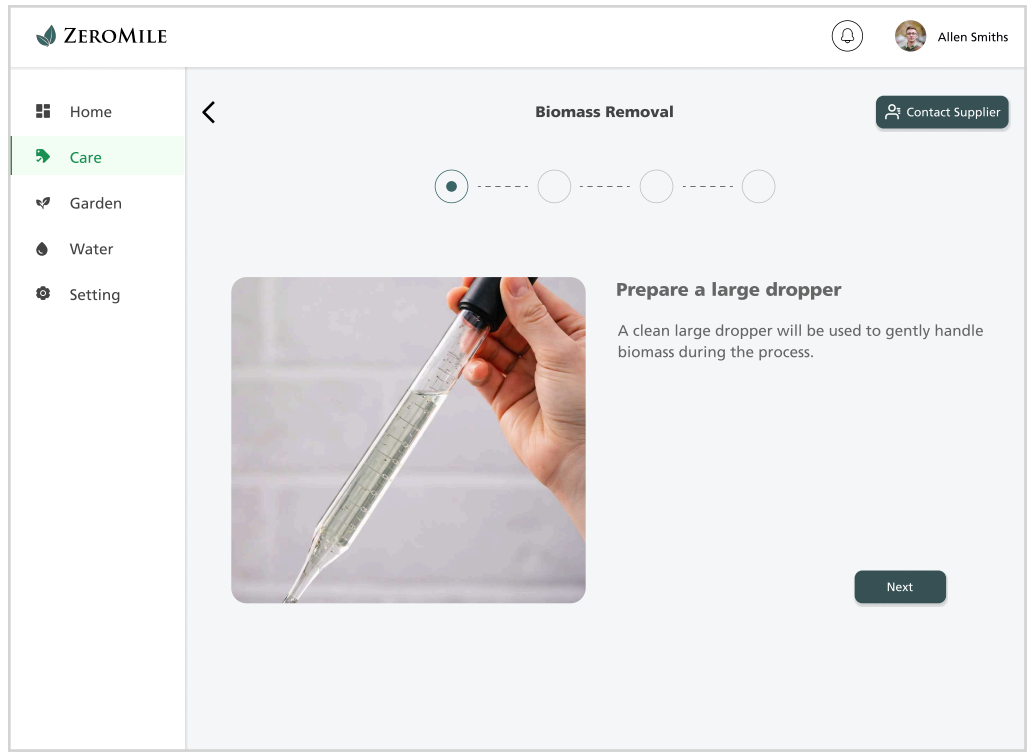 ZEROMILE
Allen Smiths
Home
Care
Garden
Water
Setting
Biomass Removal
Contact Supplier
Prepare a large dropper
A clean large dropper will be used to gently handle
biomass during the process.
Next